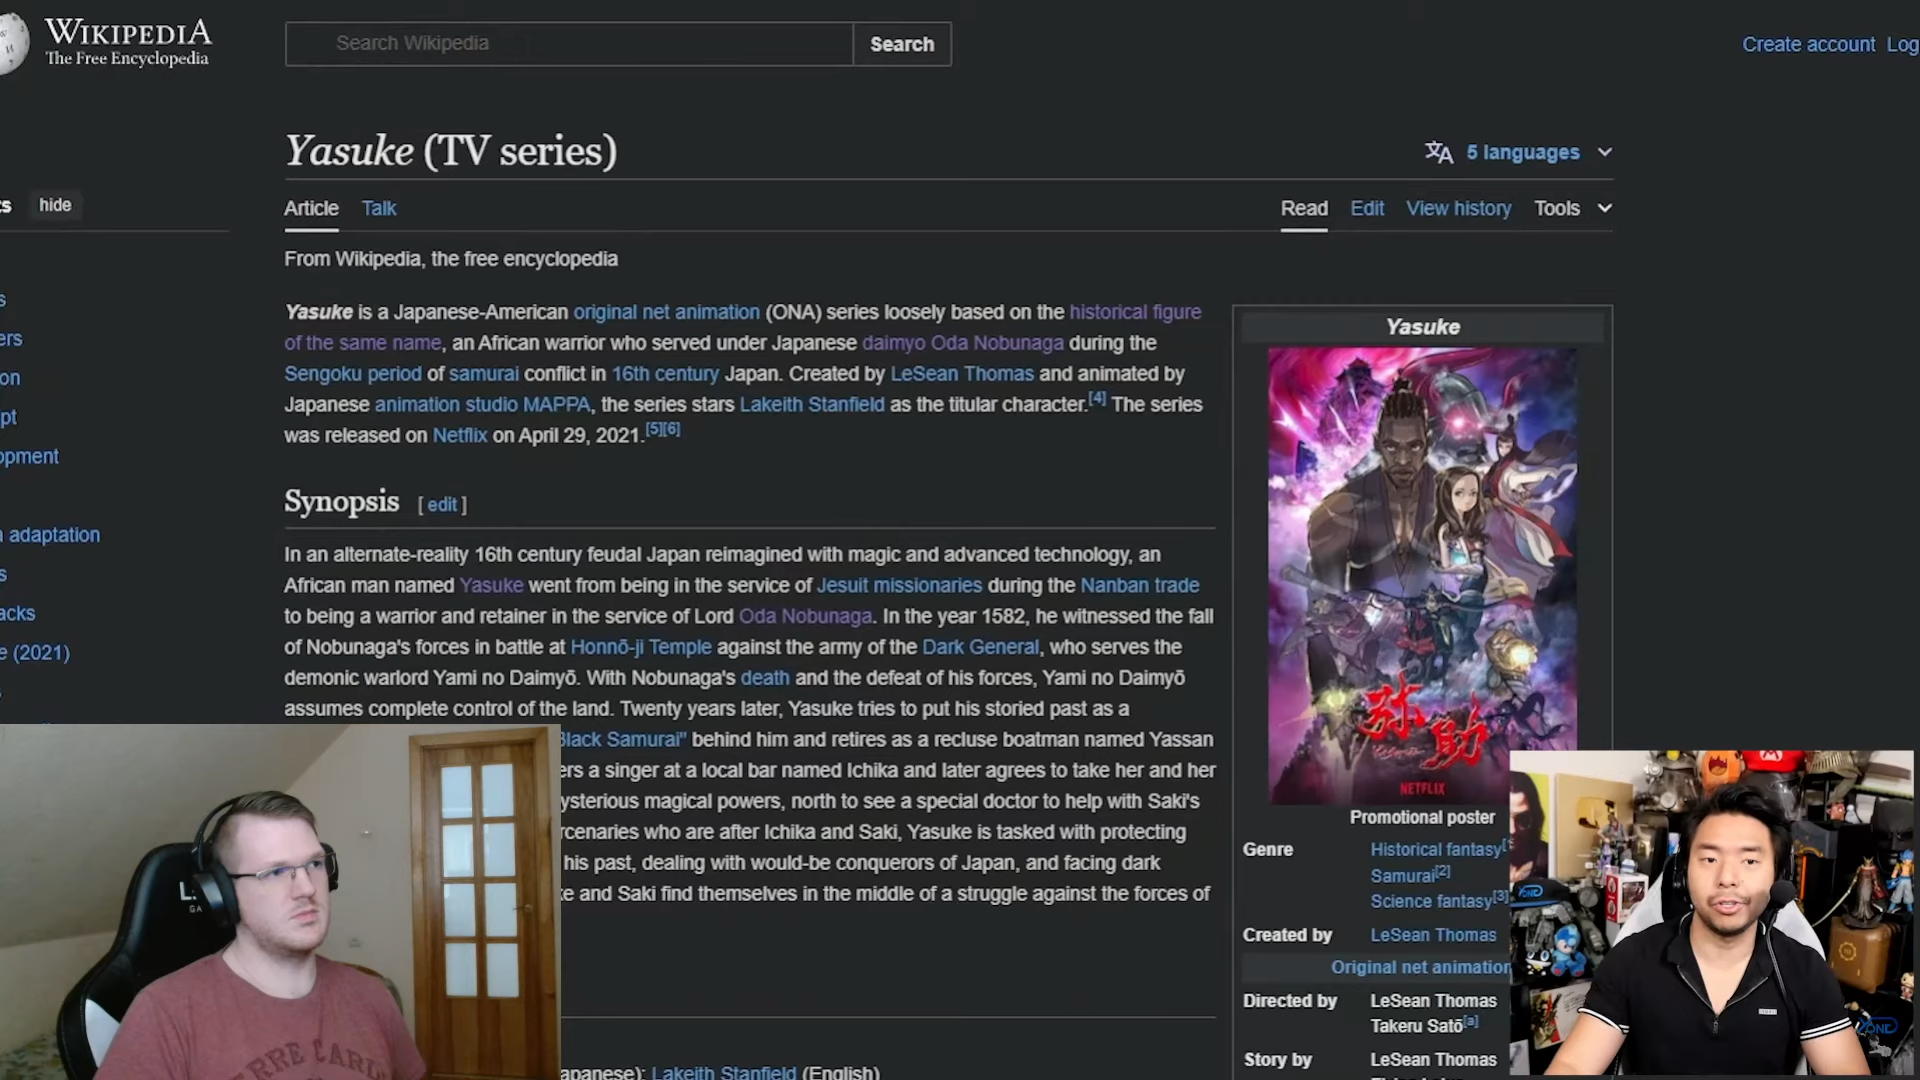 WIKIPEDIA
The Free Encyclopedia
Search Wikipedia
Search
Create account Log
Yasuke (TV series)
5 languages
hide
Article Talk
Read Edit View history Tools
From Wikipedia, the free encyclopedia
Yasuke is a Japanese-American original net animation (ONA) series loosely based on the historical figure
of the same name, an African warrior who served under Japanese daimyo Oda Nobunaga during the
Sengoku period of samurai conflict in 16th century Japan. Created by LeSean Thomas and animated by
Japanese animation studio MAPPA, the series stars Lakeith Stanfield as the titular character.[4] The series
was released on Netflix on April 29, 2021.[5][6]
Synopsis [ edit ]
In an alternate-reality 16th century feudal Japan reimagined with magic and advanced technology, an
African man named Yasuke went from being in the service of Jesuit missionaries during the Nanban trade
to being a warrior and retainer in the service of Lord Oda Nobunaga. In the year 1582, he witnessed the fall
of Nobunaga's forces in battle at Honnō-ji Temple against the army of the Dark General, who serves the
demonic warlord Yami no Daimyō. With Nobunaga's death and the defeat of his forces, Yami no Daimyō
assumes complete control of the land. Twenty years later, Yasuke tries to put his storied past as a
Black Samurai" behind him and retires as a recluse boatman named Yassan
ers a singer at a local bar named Ichika and later agrees to take her and her
ysterious magical powers, north to see a special doctor to help with Saki's
rcenaries who are after Ichika and Saki, Yasuke is tasked with protecting
his past, dealing with would-be conquerors of Japan, and facing dark
ke and Saki find themselves in the middle of a struggle against the forces of
apanese); Lakeith Stanfield (English)
ers
on
pt
opment
adaptation
acks
e (2021)
Yasuke
弥助
NETFLIX
Promotional poster
Genre Historical fantasy
Samurai[2]
Science fantasy[3]
Created by LeSean Thomas
Original net animation
Directed by LeSean Thomas
Takeru Satō[a]
Story by LeSean Thomas